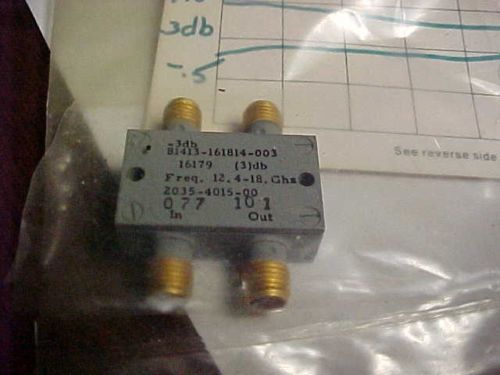 3db
-.5
See reverse side
-3db
B1413-161814-003
16179 (3)db
Freq. 12.4-18. Ghz
2035-4015-00
077 101
In Out